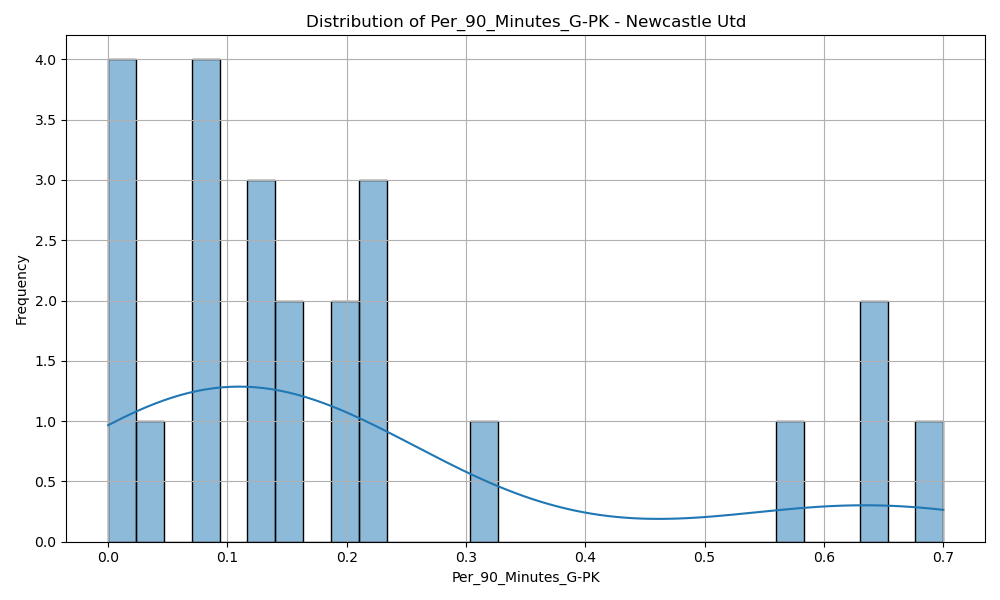 Distribution of Per_90_Minutes_G-PK - Newcastle Utd
4.0
3.5
3.0
2.5
2.0
1.5
1.0
0.5
0.0
Frequency
0.0 0.1 0.2 0.3 0.4 0.5 0.6 0.7
Per_90_Minutes_G-PK